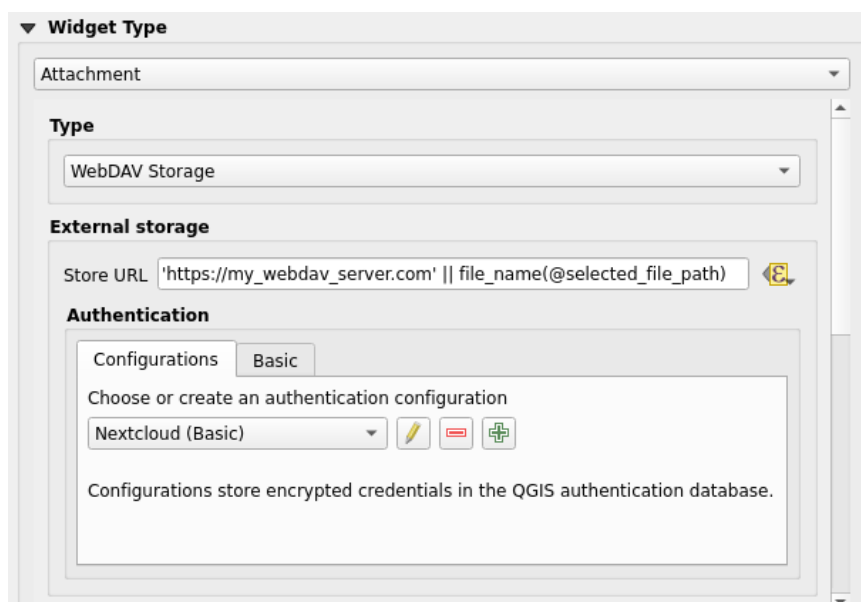 Widget Type
Attachment
Type
WebDAV Storage
External storage
Store URL 'https://my_webdav_server.com' || file_name(@selected_file_path) ε
Authentication
Configurations Basic
Choose or create an authentication configuration
Nextcloud (Basic)
Configurations store encrypted credentials in the QGIS authentication database.